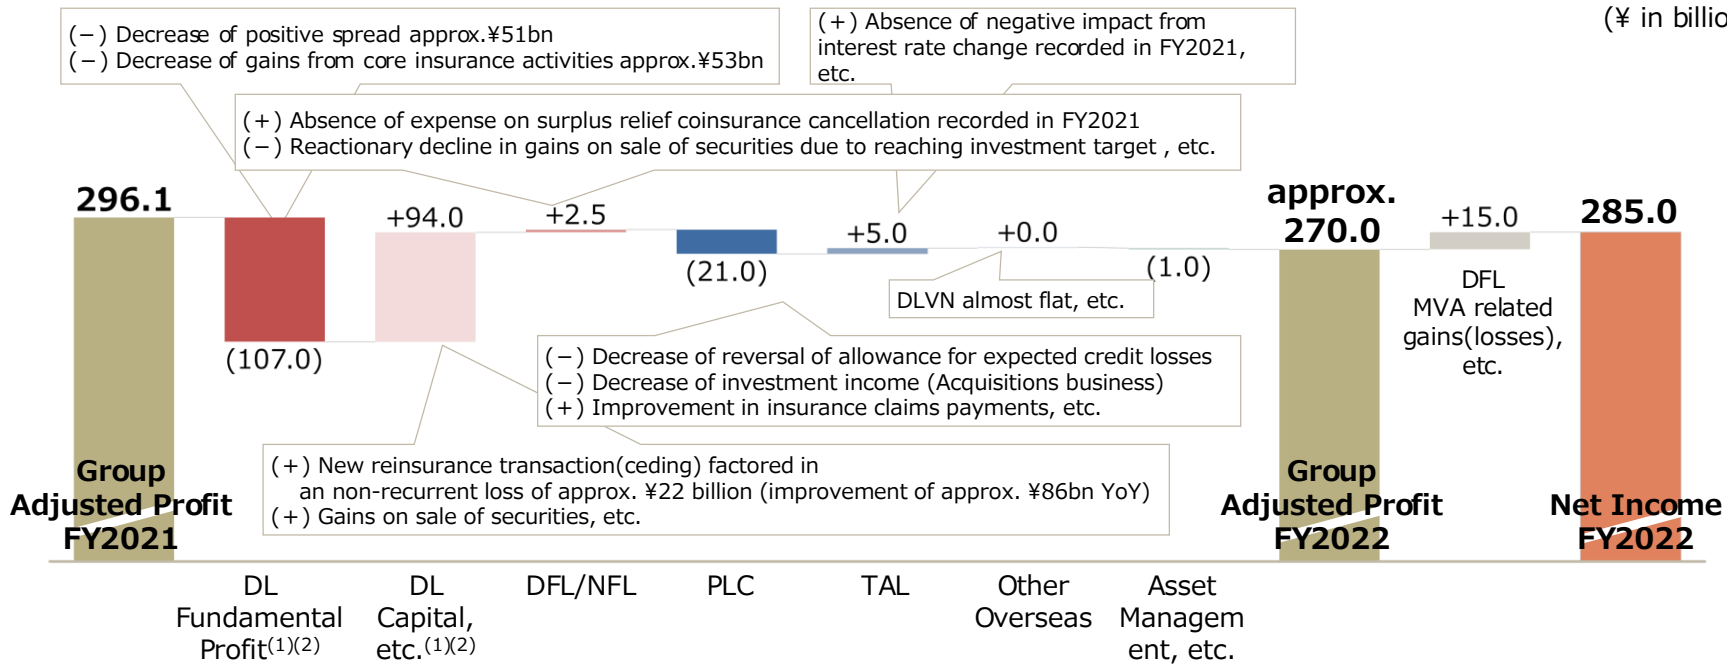 (¥ in billio
(－) Decrease of positive spread approx.¥51bn
(－) Decrease of gains from core insurance activities approx.¥53bn
(+) Absence of negative impact from
interest rate change recorded in FY2021,
etc.
(+) Absence of expense on surplus relief coinsurance cancellation recorded in FY2021
(－) Reactionary decline in gains on sale of securities due to reaching investment target , etc.
296.1
(107.0)
+94.0
+2.5
(21.0)
+5.0
+0.0
(1.0)
approx.
270.0
+15.0
285.0
DLVN almost flat, etc.
DFL
MVA related
gains(losses),
etc.
(－) Decrease of reversal of allowance for expected credit losses
(－) Decrease of investment income (Acquisitions business)
(+) Improvement in insurance claims payments, etc.
(+) New reinsurance transaction(ceding) factored in
an non-recurrent loss of approx. ¥22 billion (improvement of approx. ¥86bn YoY)
(+) Gains on sale of securities, etc.
Group
Adjusted Profit
FY2021
Group
Adjusted Profit
FY2022
Net Income
FY2022
DL
Fundamental
Profit(1)(2)
DL
Capital,
etc.(1)(2)
DFL/NFL
PLC
TAL
Other
Overseas
Asset
Managem
ent, etc.